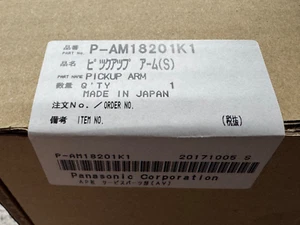 品番 P-AM18201K1
PART NO.
品名 ピックアップ アーム(S)
PART NAME PICKUP ARM
数量 Q'TY 1
MADE IN JAPAN
注文No./ORDER NO.
備考 ITEM NO. (税抜)
P-AM18201K1 20171005 S
Panasonic Corporation